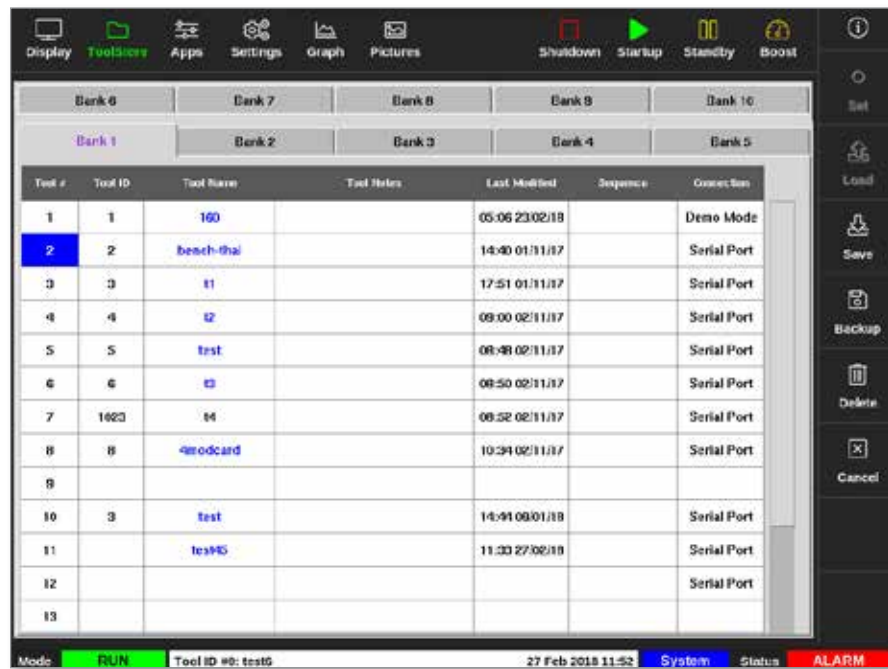 Display ToolStore Apps Settings Graph Pictures Shutdown Startup Standby Boost
Bank 6 Bank 7 Bank 8 Bank 9 Bank 10
Bank 1 Bank 2 Bank 3 Bank 4 Bank 5
Tool # Tool ID Tool Name Tool Notes Last Modified Sequence Connection
1 1 160 05:06 23/02/18 Demo Mode
2 2 bench-thai 14:40 01/11/17 Serial Port
3 3 t1 17:51 01/11/17 Serial Port
4 4 t2 08:00 02/11/17 Serial Port
5 5 test 08:48 02/11/17 Serial Port
6 6 t3 08:50 02/11/17 Serial Port
7 1023 t4 08:52 02/11/17 Serial Port
8 8 4modcard 10:34 02/11/17 Serial Port
9
10 3 test 14:44 Serial Port
11 test45 11:33 27/02/18 Serial Port
12 Serial Port
13
Set
Load
Save
Backup
Delete
Cancel
Mode RUN Tool ID #0: test6 27 Feb 2018 11:52 System Status ALARM